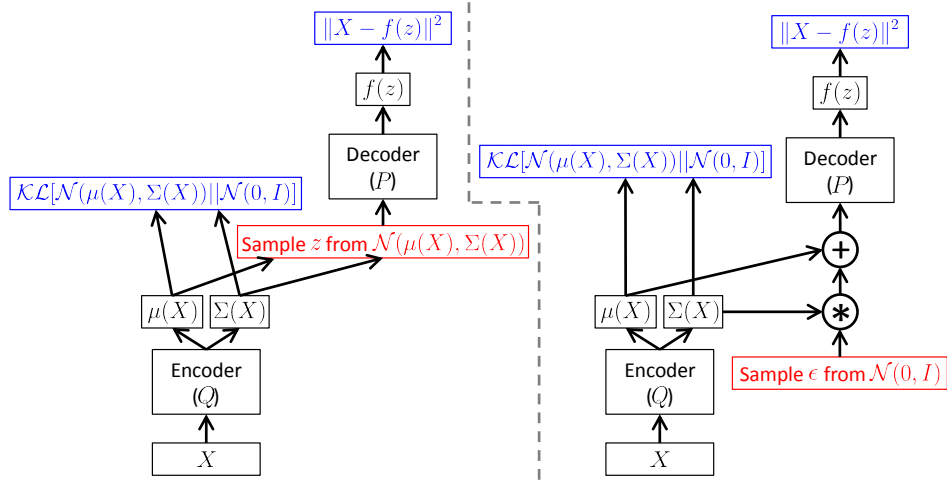 ‖X − f(z)‖²
f(z)
Decoder
(P)
𝒦ℒ[𝒩(μ(X), Σ(X))||𝒩(0, I)]
Sample z from 𝒩(μ(X), Σ(X))
μ(X) Σ(X)
Encoder
(Q)
X
‖X − f(z)‖²
f(z)
Decoder
(P)
𝒦ℒ[𝒩(μ(X), Σ(X))||𝒩(0, I)]
+
μ(X) Σ(X) *
Sample ϵ from 𝒩(0, I)
Encoder
(Q)
X